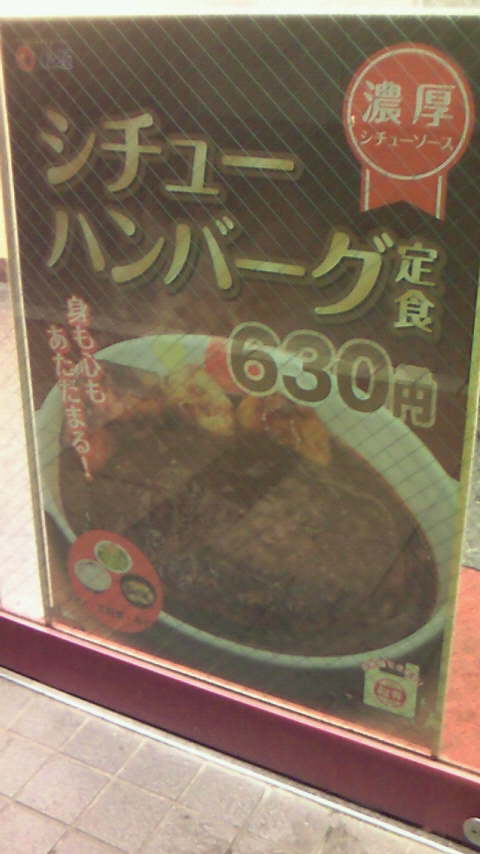 濃厚
シチューソース
シチュー
ハンバーグ
定食
630円
身も心も
あたたまる!